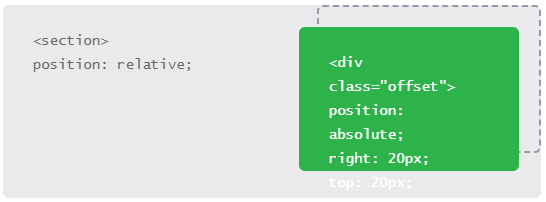 <section>
position: relative;
<div
class="offset">
position:
absolute;
right: 20px;
top: 20px;